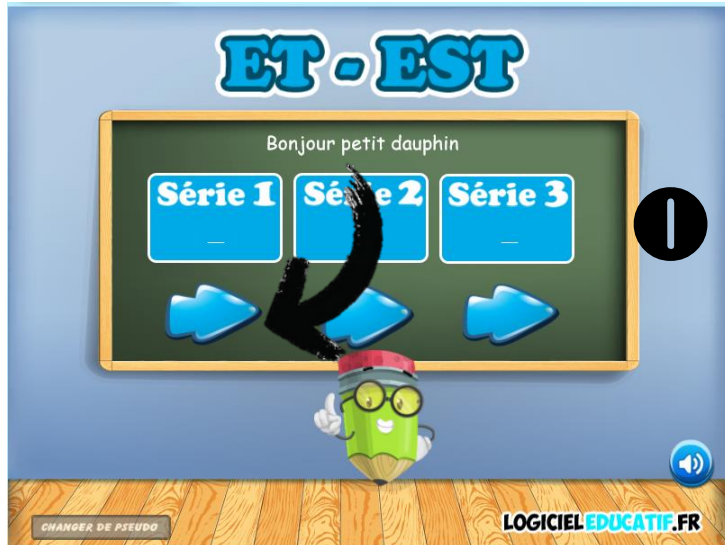 ET - EST
Bonjour petit dauphin
Série 1 Série 2 Série 3
CHANGER DE PSEUDO
LOGICIELEDUCATIF.FR